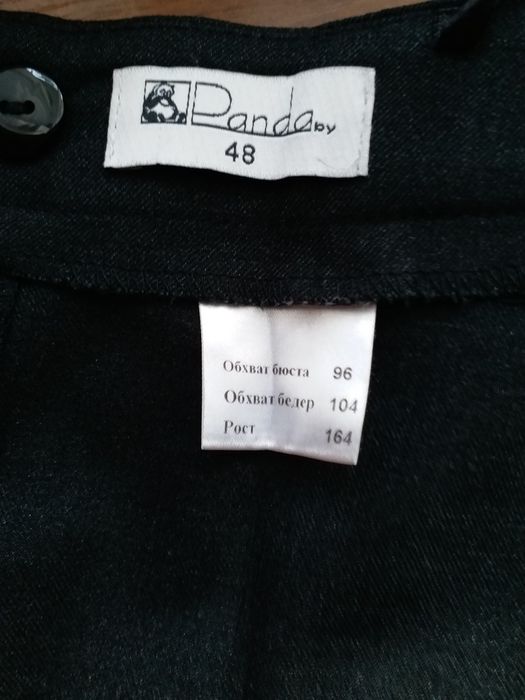 Panda by
48
Обхват бюста 96
Обхват бедер 104
Рост 164